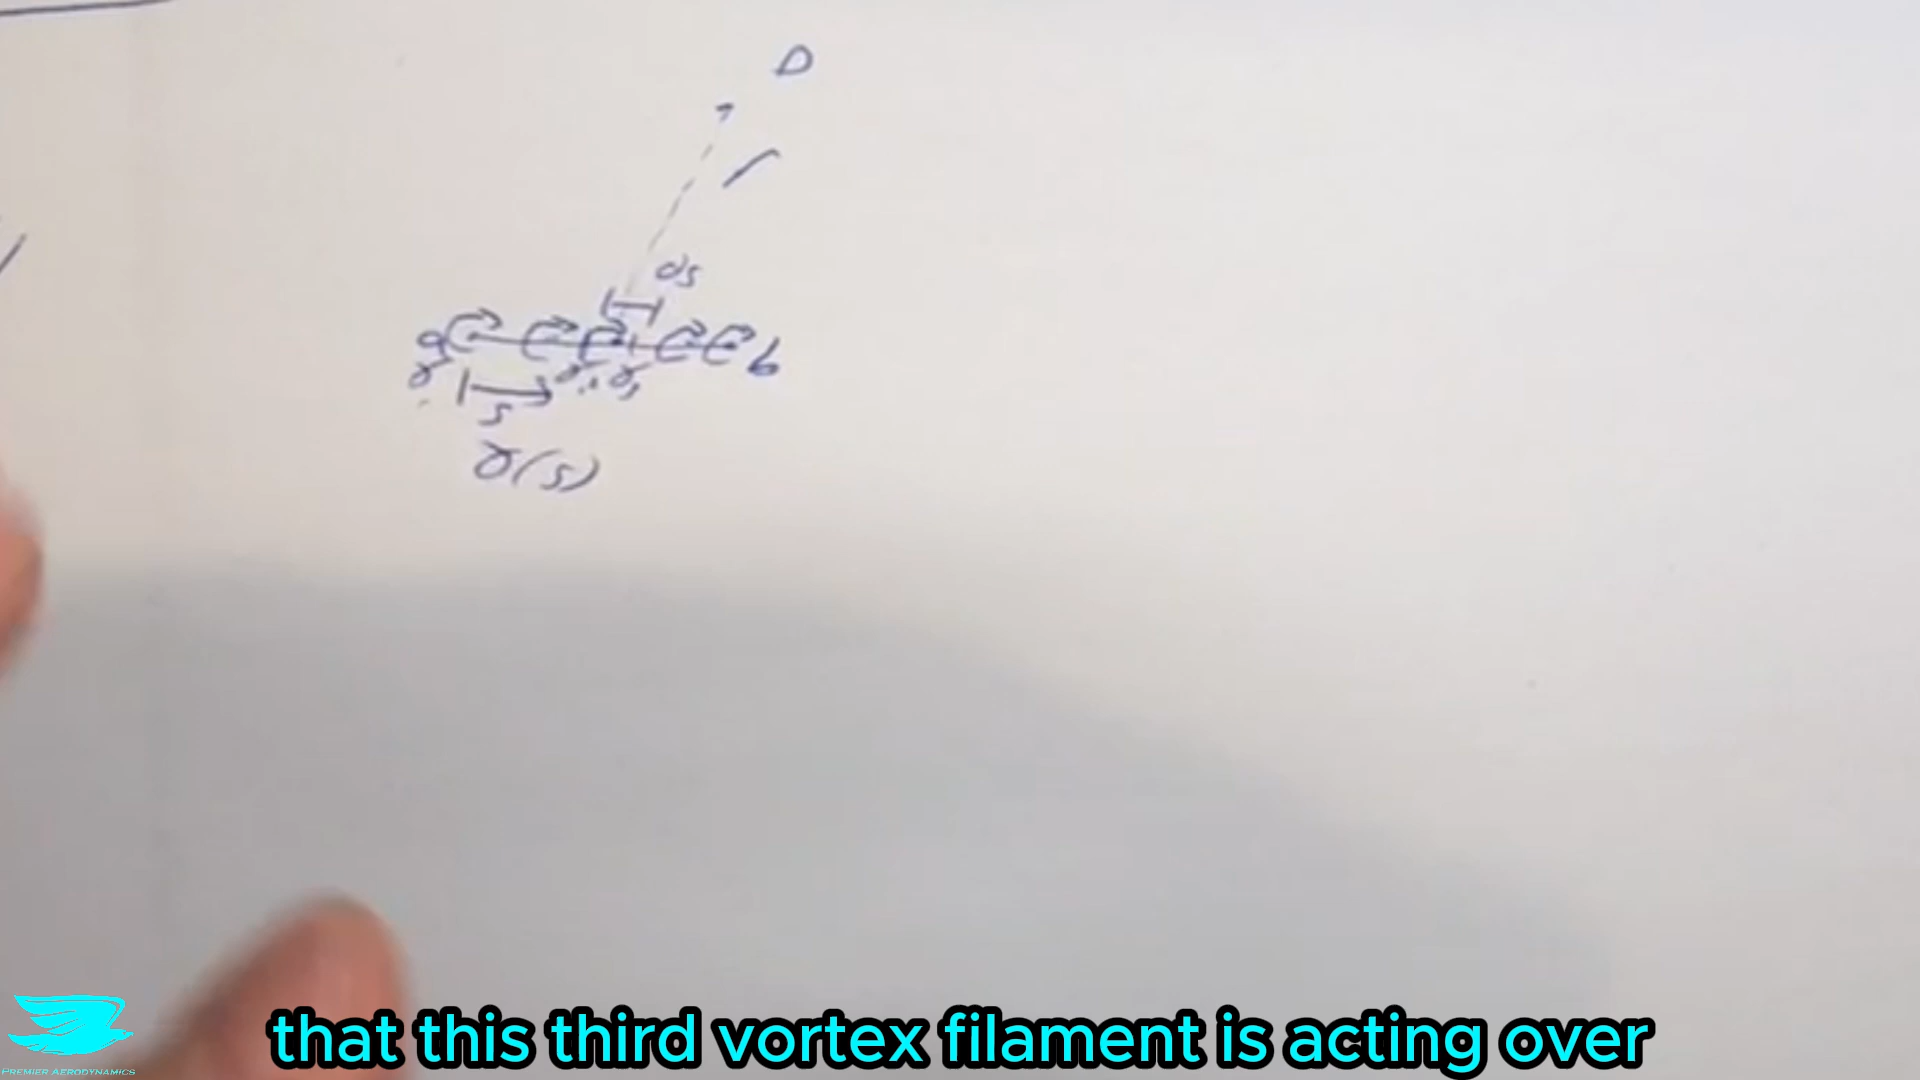 r
ds
a b
γ
s
γ(s)
that this third vortex filament is acting over
PREMIER AERODYNAMICS